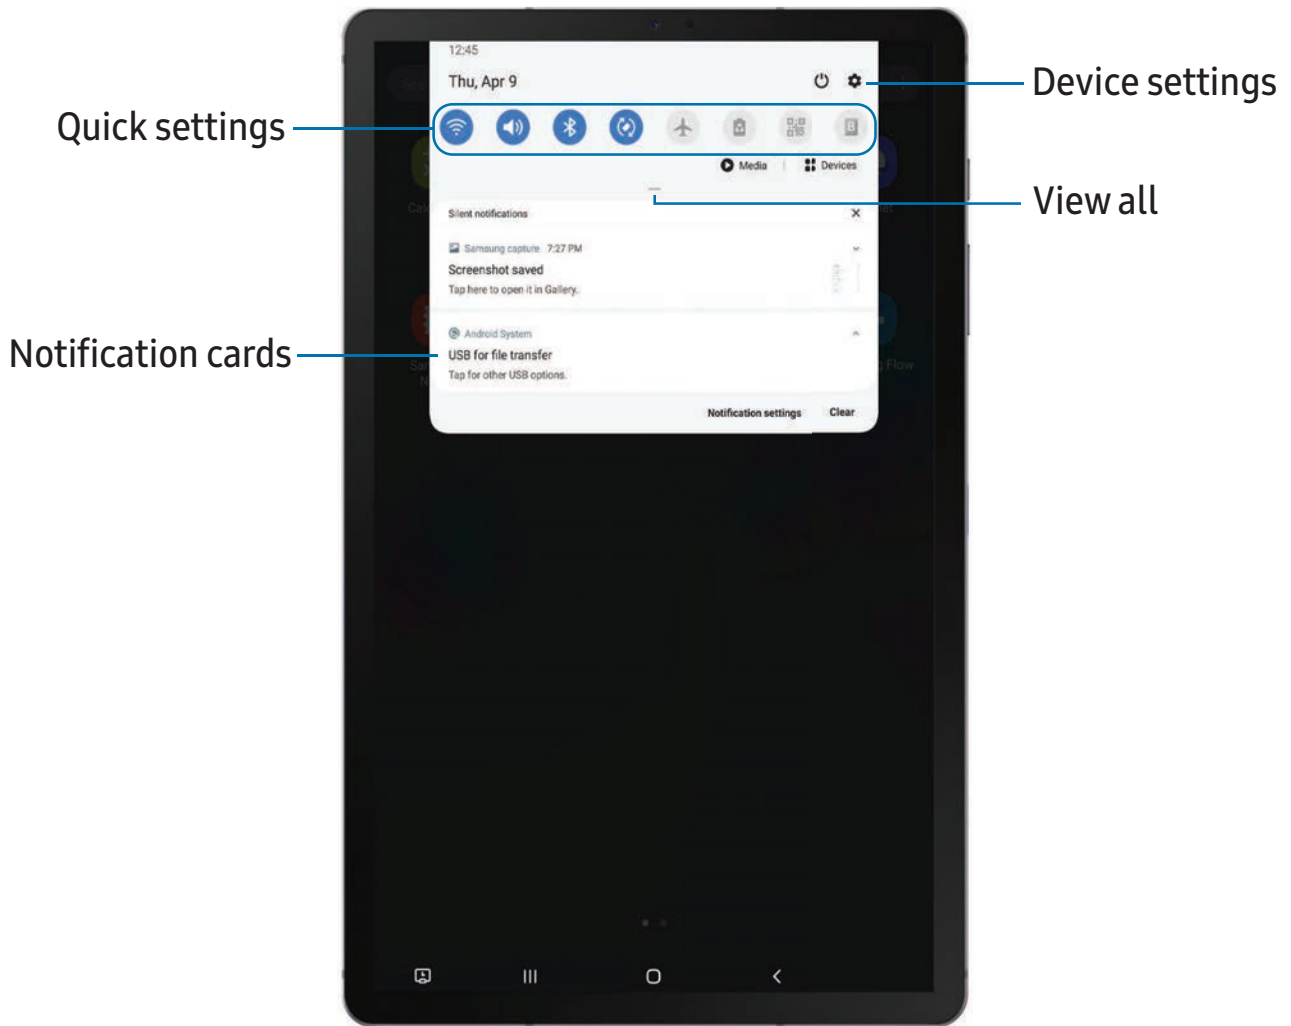 12:45
Thu, Apr 9
Device settings
Quick settings
Media
Devices
View all
Silent notifications
Samsung capture 7:27 PM
Screenshot saved
Tap here to open it in Gallery.
Android System
Notification cards
USB for file transfer
Tap for other USB options.
Flow
Notification settings
Clear